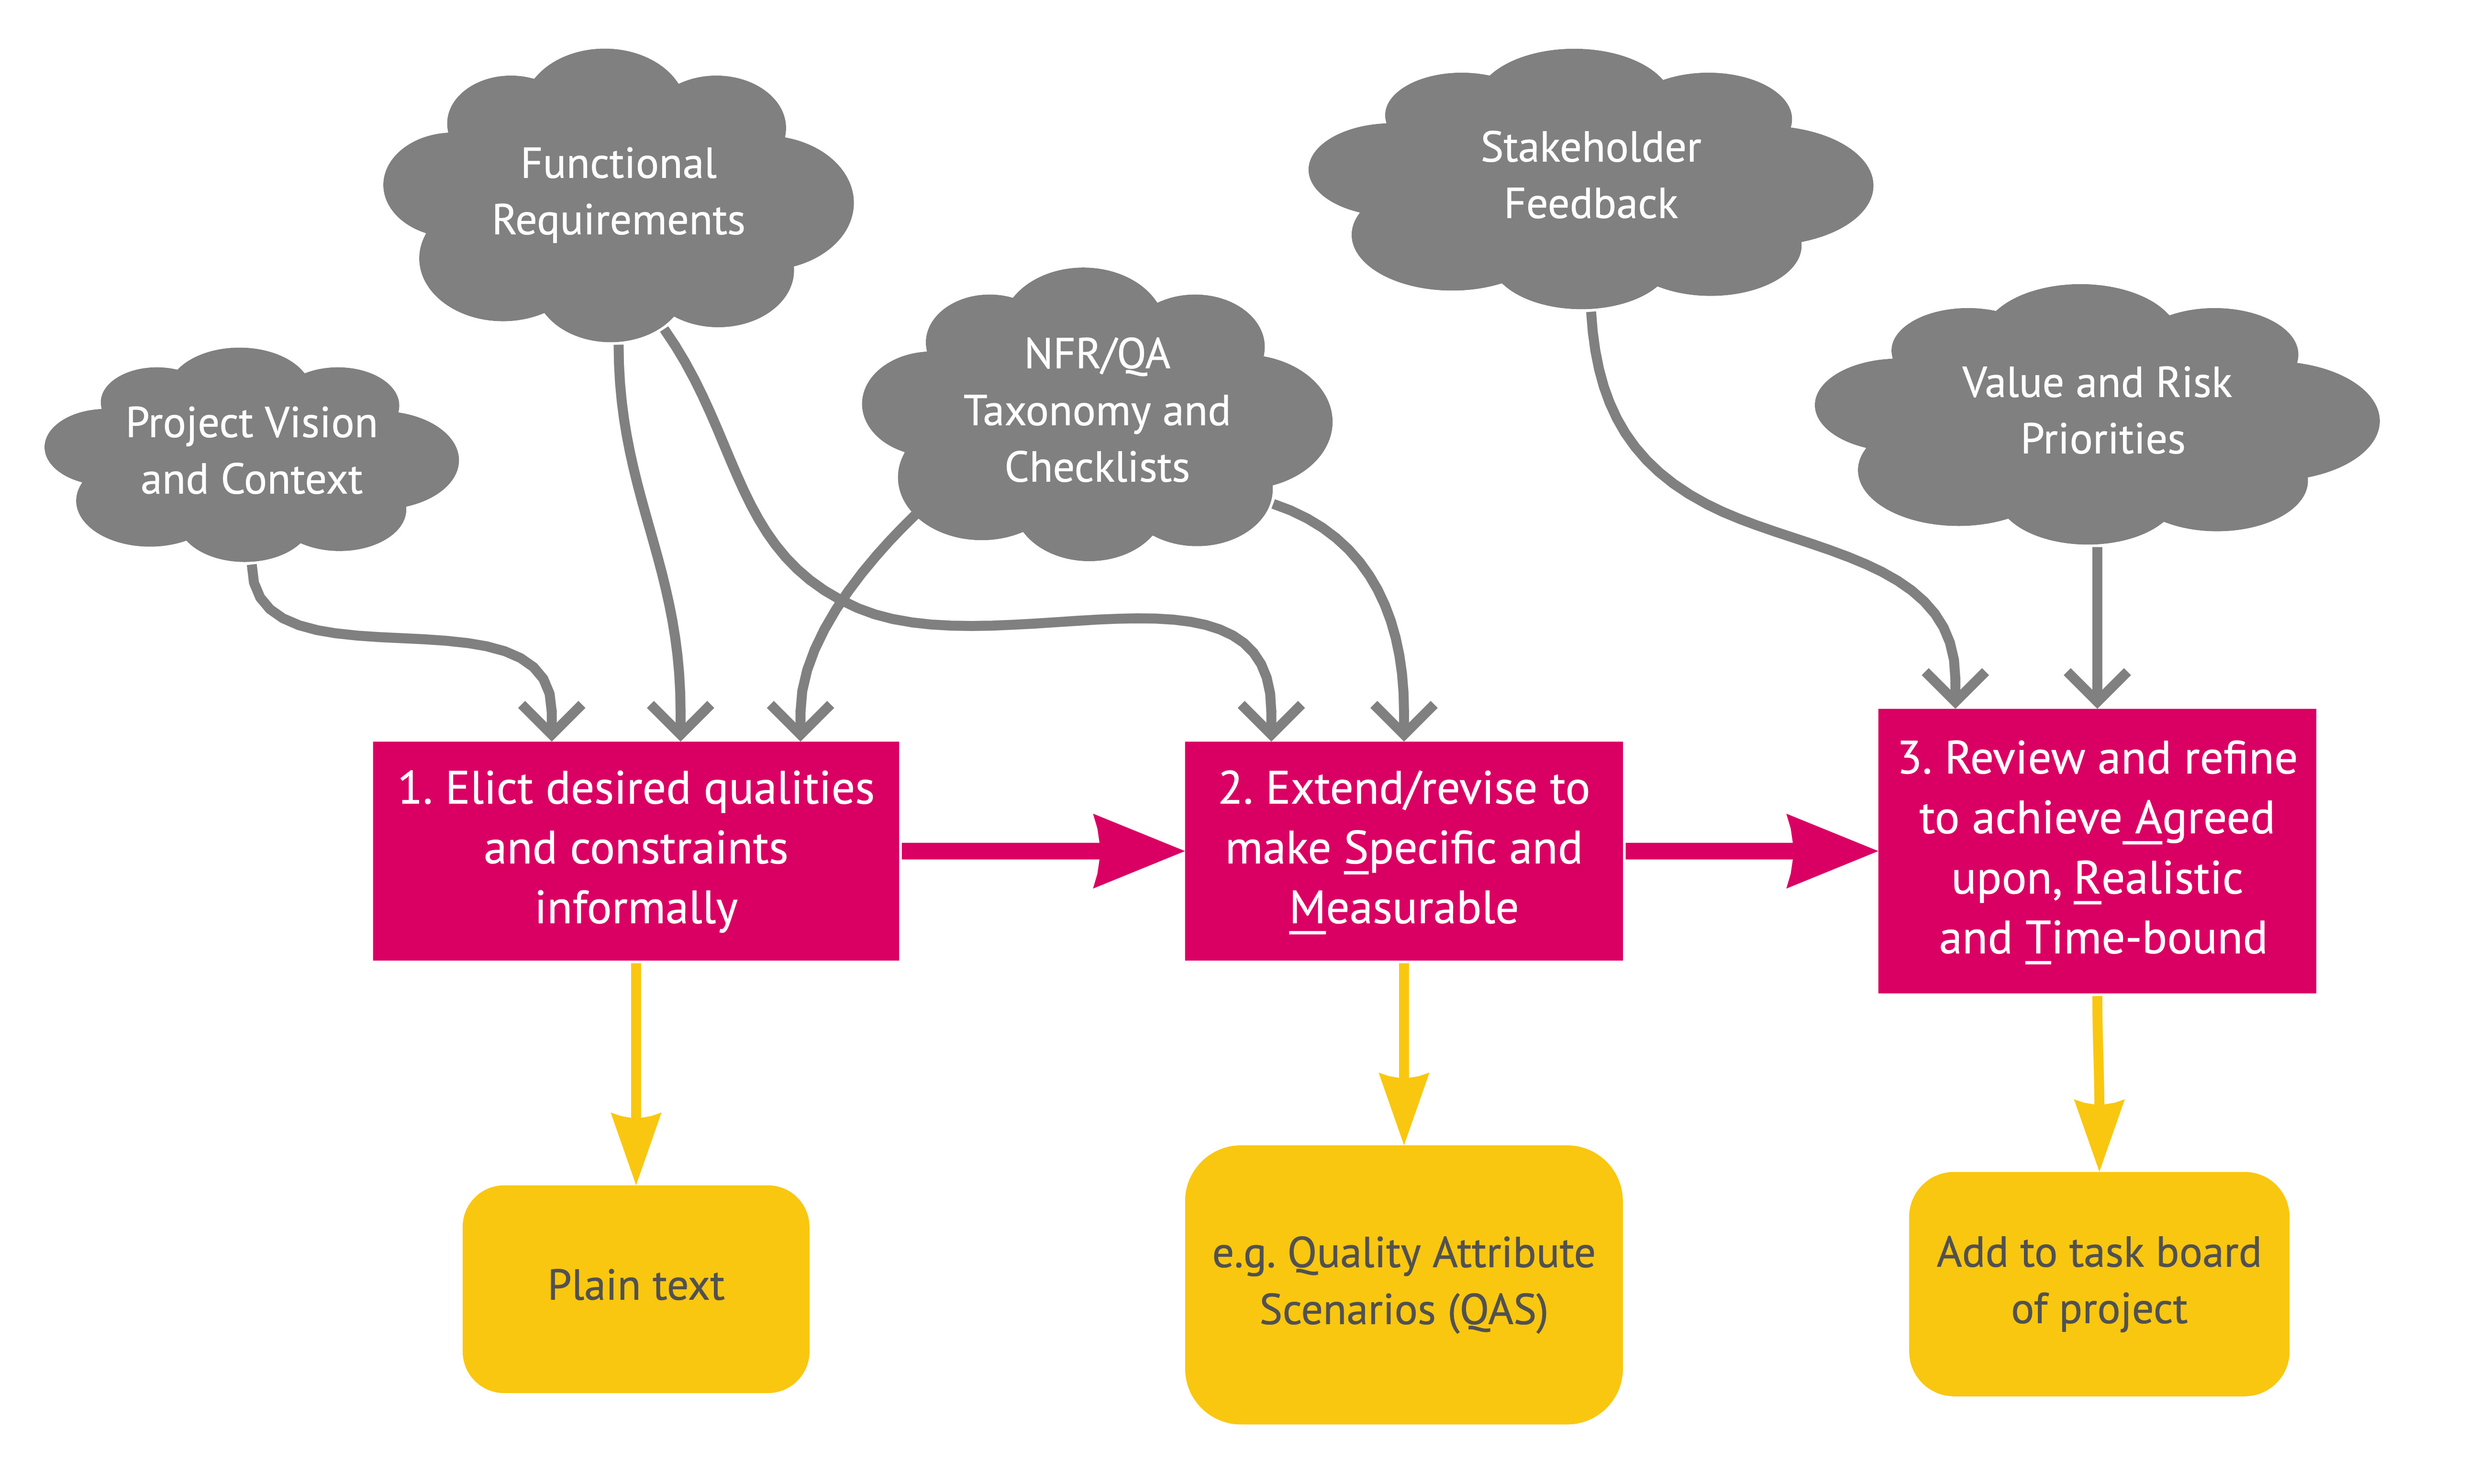 Functional
Requirements
Stakeholder
Feedback
NFR/QA
Taxonomy and
Checklists
Value and Risk
Priorities
Project Vision
and Context
1. Elict desired qualities
and constraints
informally
2. Extend/revise to
make Specific and
Measurable
3. Review and refine
to achieve Agreed
upon, Realistic
and Time-bound
Plain text
e.g. Quality Attribute
Scenarios (QAS)
Add to task board
of project